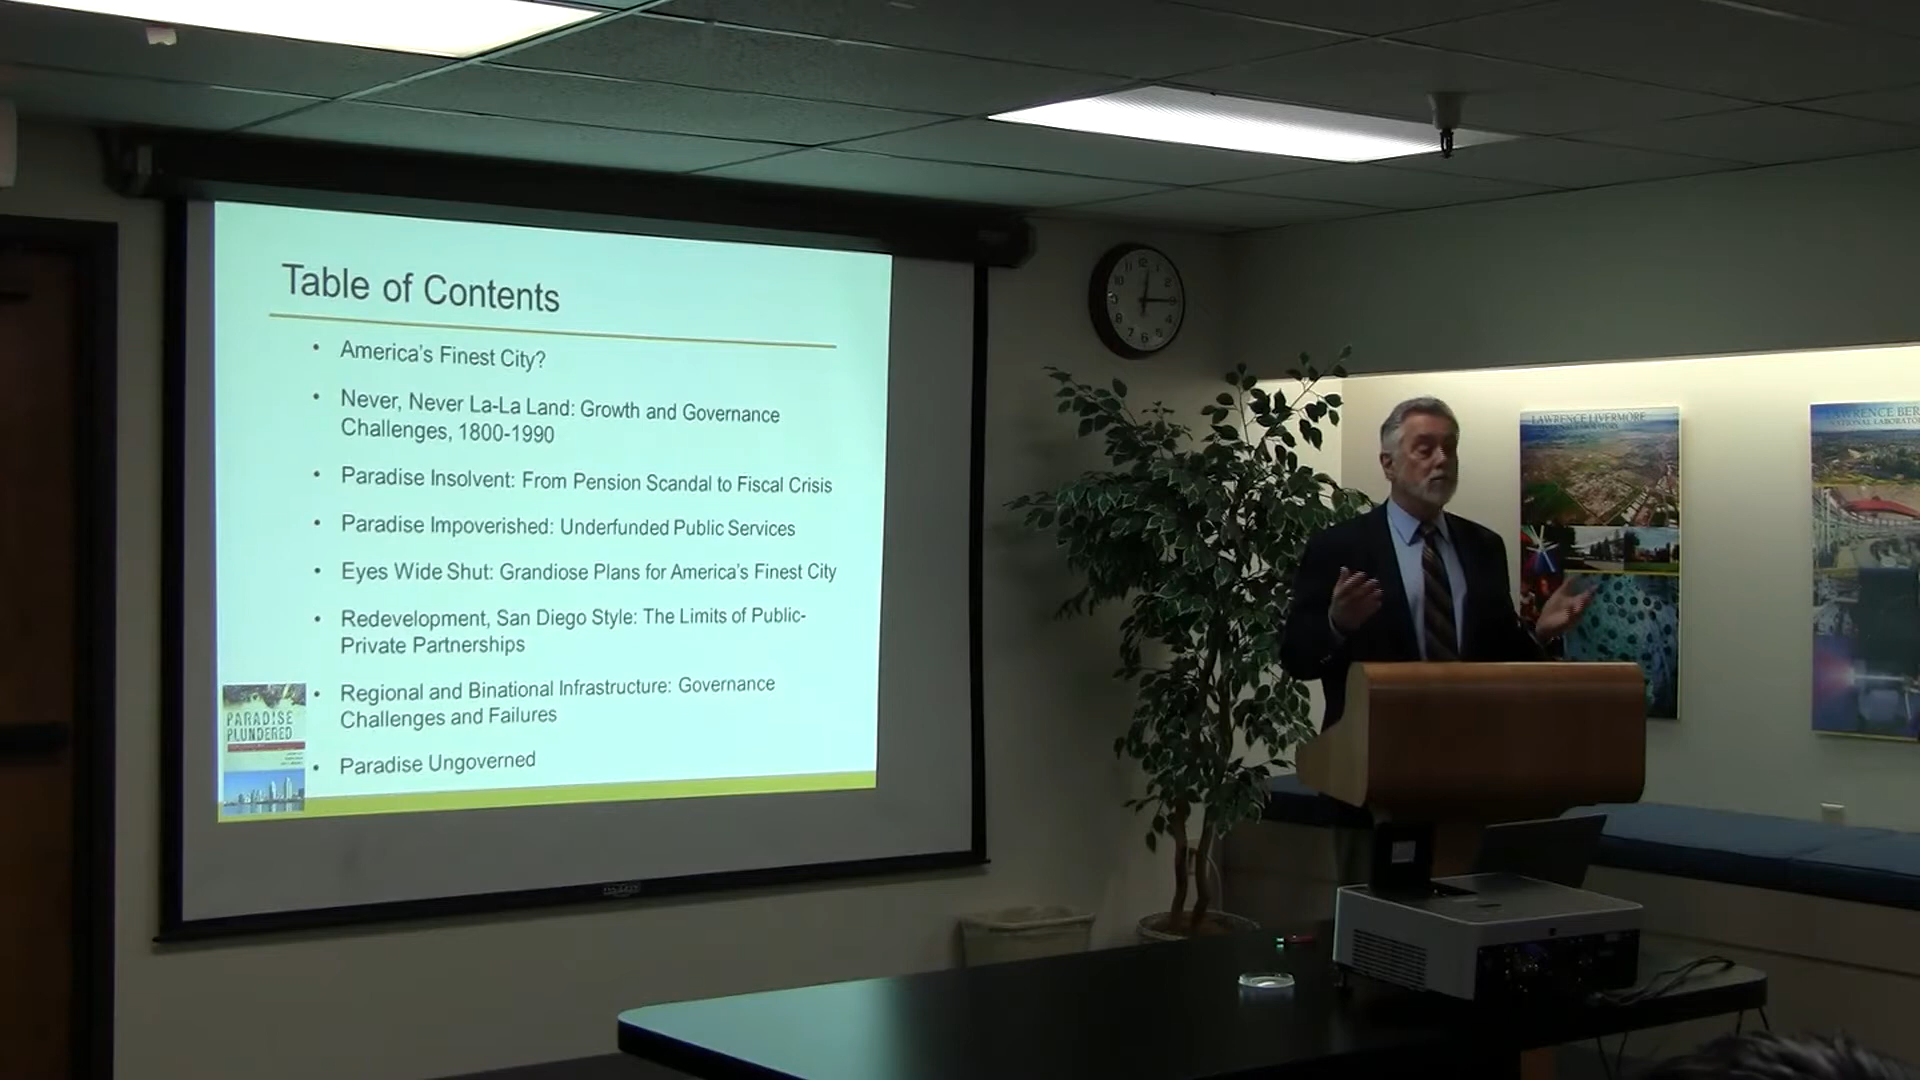 Table of Contents
• America's Finest City?
• Never, Never La-La Land: Growth and Governance
Challenges, 1800-1990
• Paradise Insolvent: From Pension Scandal to Fiscal Crisis
• Paradise Impoverished: Underfunded Public Services
• Eyes Wide Shut: Grandiose Plans for America's Finest City
• Redevelopment, San Diego Style: The Limits of Public-
Private Partnerships
• Regional and Binational Infrastructure: Governance
Challenges and Failures
• Paradise Ungoverned
PARADISE
PLUNDERED
LAWRENCE LIVERMORE
NATIONAL LABORATORY
LAWRENCE BER
NATIONAL LABORATO